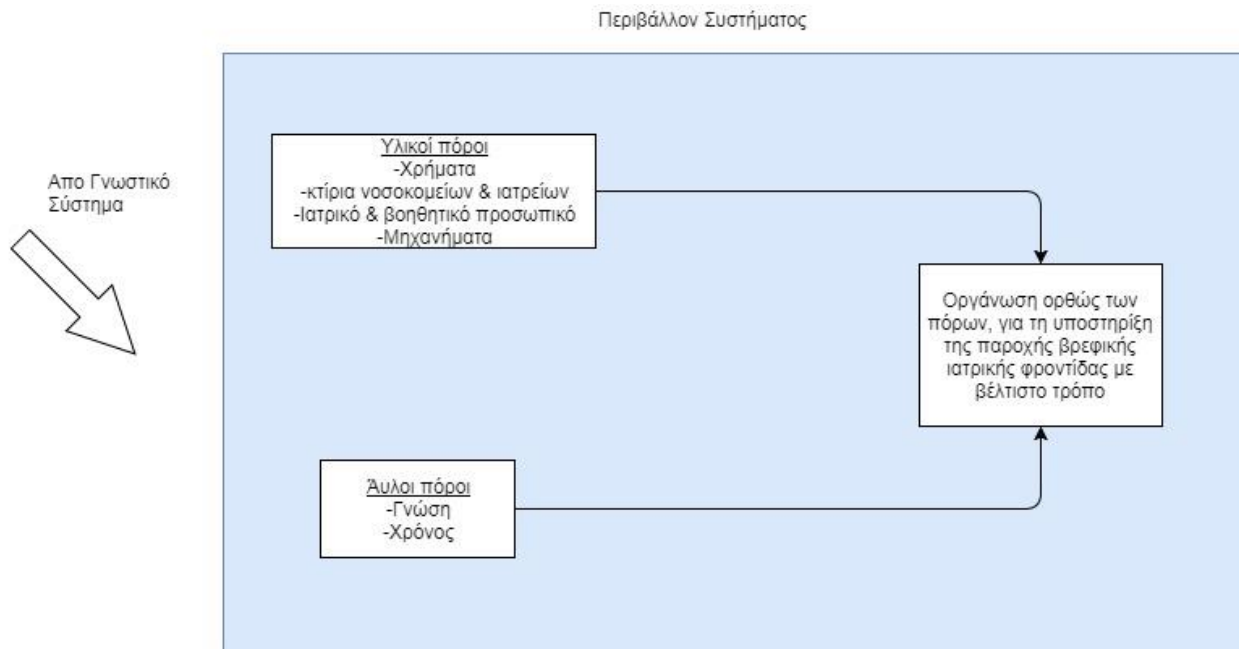 Περιβάλλον Συστήματος
Απο Γνωστικό
Σύστημα
Υλικοί πόροι
-Χρήματα
-κτίρια νοσοκομείων & ιατρείων
-Ιατρικό & βοηθητικό προσωπικό
-Μηχανήματα
Οργάνωση ορθώς των
πόρων, για τη υποστηρίξη
της παροχής βρεφικής
ιατρικής φροντίδας με
βέλτιστο τρόπο
Άυλοι πόροι
-Γνώση
-Χρόνος